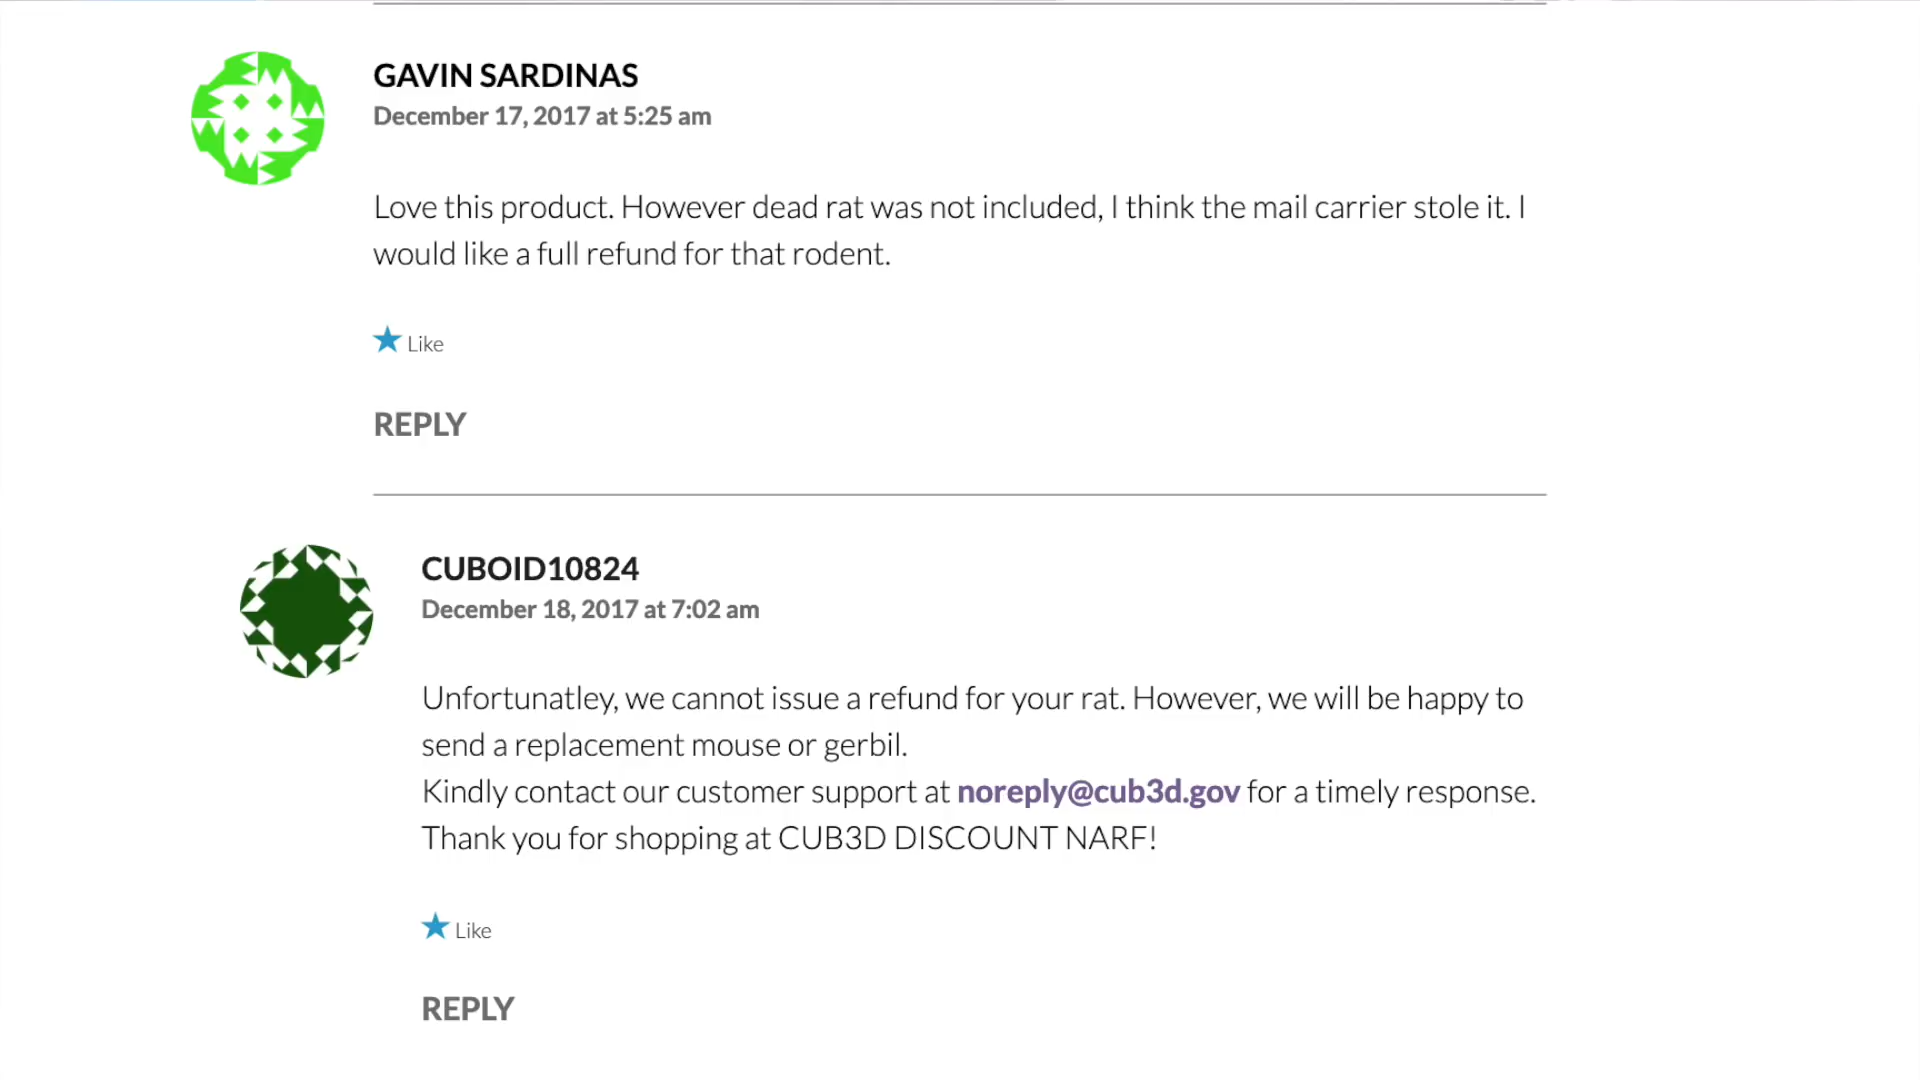 GAVIN SARDINAS
December 17, 2017 at 5:25 am
Love this product. However dead rat was not included, I think the mail carrier stole it. I
would like a full refund for that rodent.
Like
REPLY
CUBOID10824
December 18, 2017 at 7:02 am
Unfortunatley, we cannot issue a refund for your rat. However, we will be happy to
send a replacement mouse or gerbil.
Kindly contact our customer support at noreply@cub3d.gov for a timely response.
Thank you for shopping at CUB3D DISCOUNT NARF!
Like
REPLY